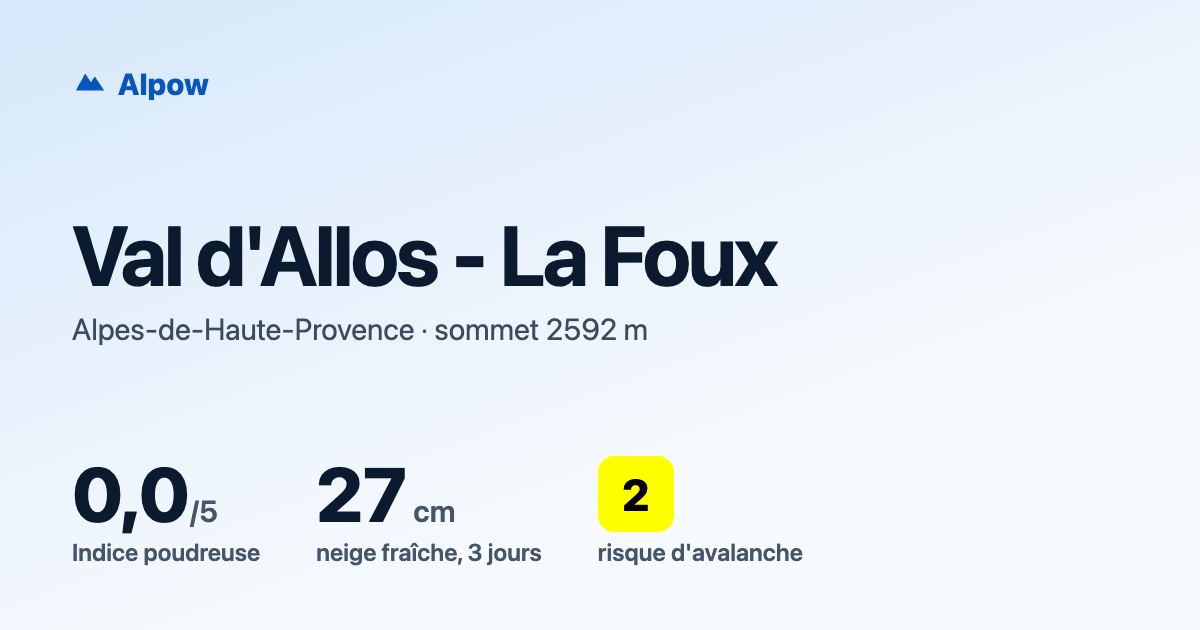 Alpow
Val d'Allos - La Foux
Alpes-de-Haute-Provence · sommet 2592 m
0,0/5
Indice poudreuse
27 cm
neige fraîche, 3 jours
2
risque d'avalanche